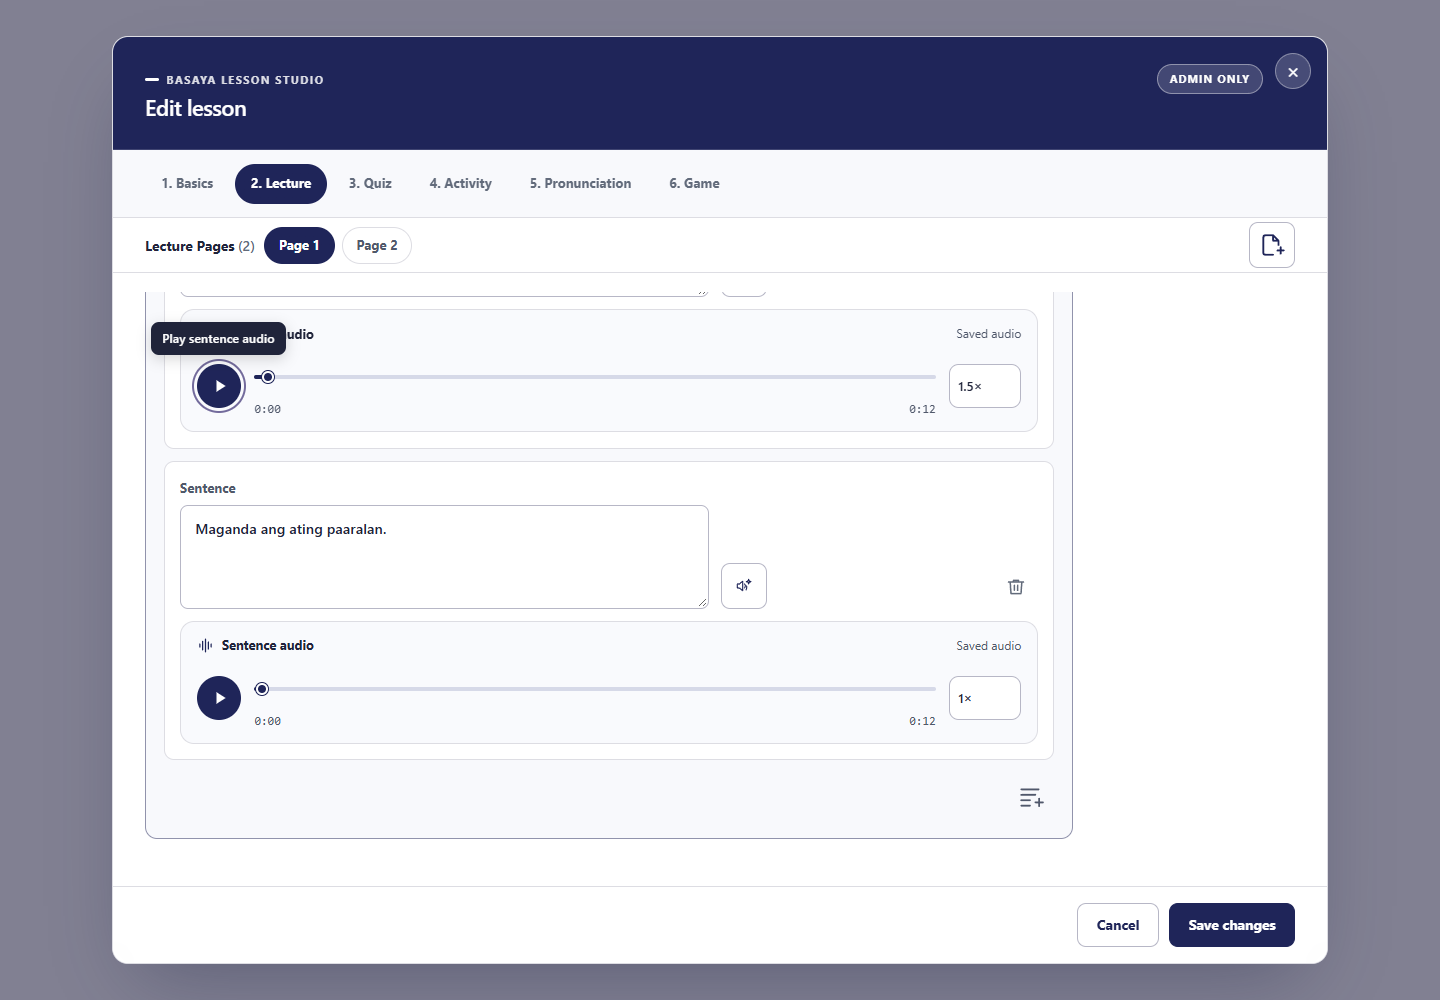 BASAYA LESSON STUDIO
Edit lesson
ADMIN ONLY
1. Basics
2. Lecture
3. Quiz
4. Activity
5. Pronunciation
6. Game
Lecture Pages (2)
Page 1
Page 2
Play sentence audio
Saved audio
0:00
0:12
1.5×
Sentence
Maganda ang ating paaralan.
Sentence audio
Saved audio
0:00
0:12
1×
Cancel
Save changes